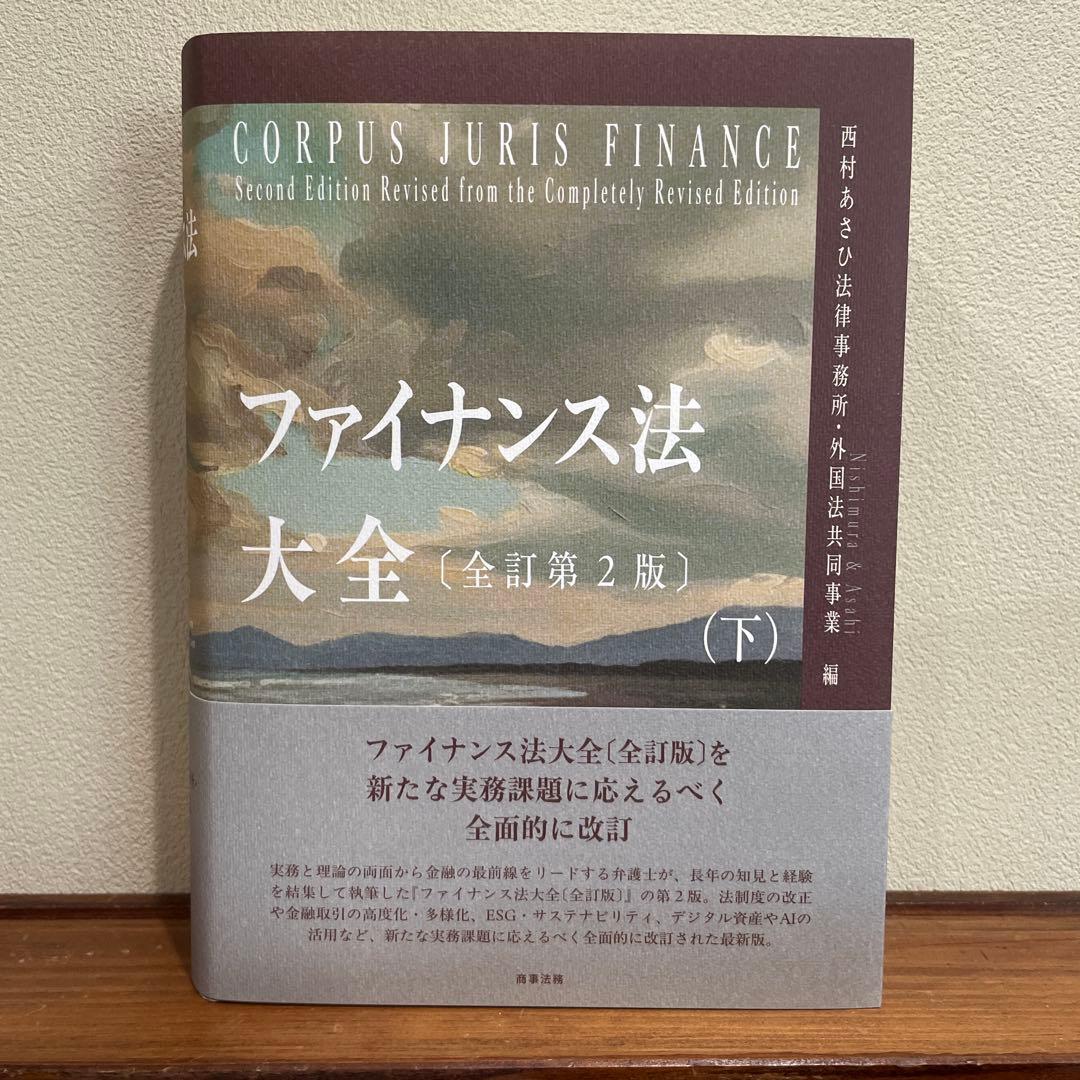 CORPUS JURIS FINANCE
Second Edition Revised from the Completely Revised Edition
ファイナンス法
大全〔全訂第2版〕
(下)
西村あさひ法律事務所・外国法共同事業 編
Nishimura & Asahi
法
ファイナンス法大全〔全訂版〕を
新たな実務課題に応えるべく
全面的に改訂
実務と理論の両面から金融の最前線をリードする弁護士が、長年の知見と経験
を結集して執筆した『ファイナンス法大全〔全訂版〕』の第2版。法制度の改正
や金融取引の高度化・多様化、ESG・サステナビリティ、デジタル資産やAIの
活用など、新たな実務課題に応えるべく全面的に改訂された最新版。
商事法務